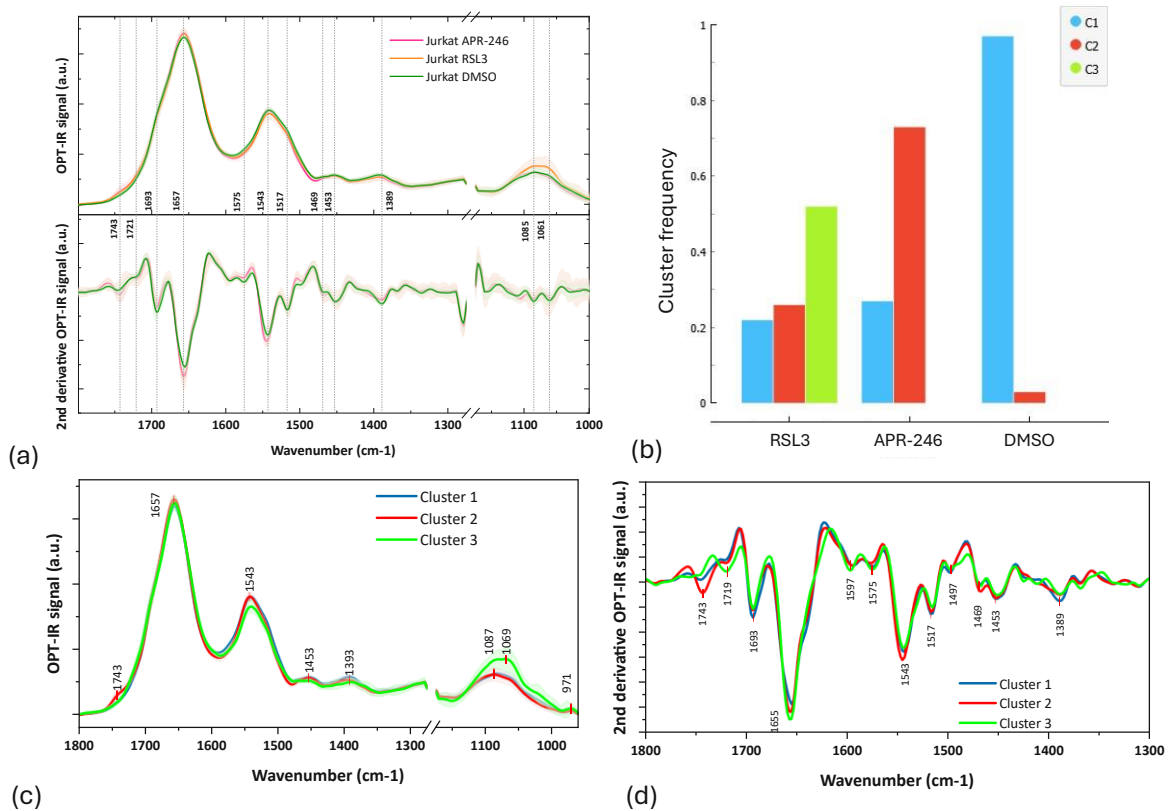 OPT-IR signal (a.u.)
Jurkat APR-246
Jurkat RSL3
Jurkat DMSO
1693
1657
1575
1543
1517
1469
1453
1389
2nd derivative OPT-IR signal (a.u.)
1743
1721
1085
1061
1700
1600
1500
1400
1300
1100
1000
Wavenumber (cm-1)
(a)
Cluster frequency
1
0.8
0.6
0.4
0.2
0
C1
C2
C3
RSL3
APR-246
DMSO
(b)
OPT-IR signal (a.u.)
Cluster 1
Cluster 2
Cluster 3
1743
1657
1543
1453
1393
1087
1069
971
1800
1700
1600
1500
1400
1300
1100
1000
Wavenumber (cm-1)
(c)
2nd derivative OPT-IR signal (a.u.)
1743
1719
1693
1655
1597
1575
1543
1517
1497
1469
1453
1389
Cluster 1
Cluster 2
Cluster 3
1800
1700
1600
1500
1400
1300
Wavenumber (cm-1)
(d)